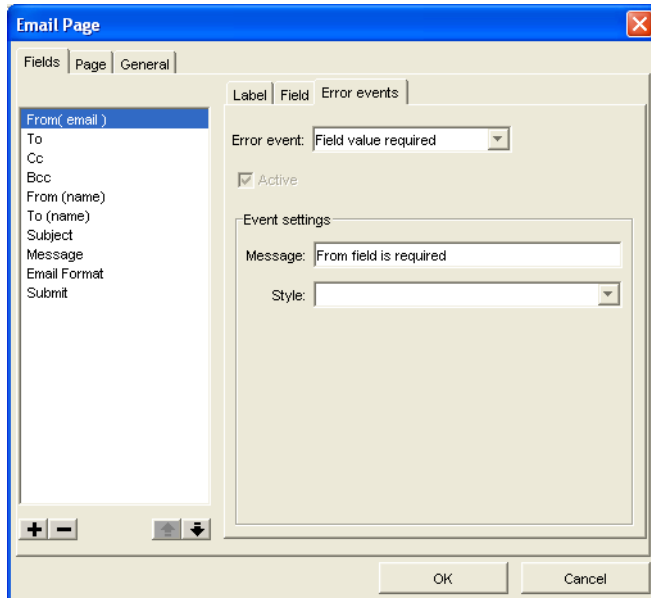 Email Page
Fields Page General
Label Field Error events
From( email )
To
Cc
Bcc
From (name)
To (name)
Subject
Message
Email Format
Submit
Error event: Field value required
Active
Event settings
Message: From field is required
Style:
OK Cancel